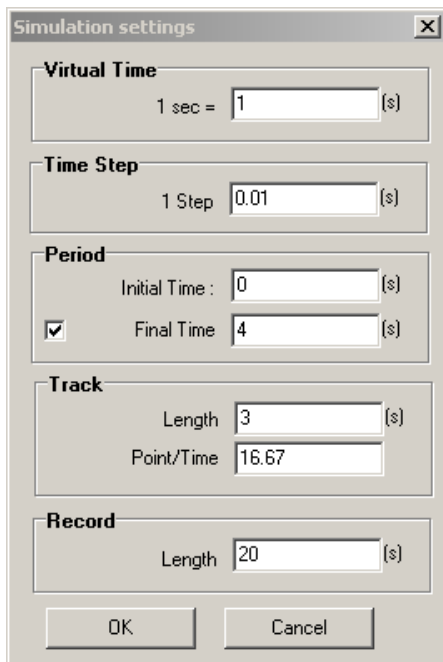 Simulation settings
Virtual Time
1 sec = 1 (s)
Time Step
1 Step 0.01 (s)
Period
Initial Time : 0 (s)
Final Time 4 (s)
Track
Length 3 (s)
Point/Time 16.67
Record
Length 20 (s)
OK Cancel